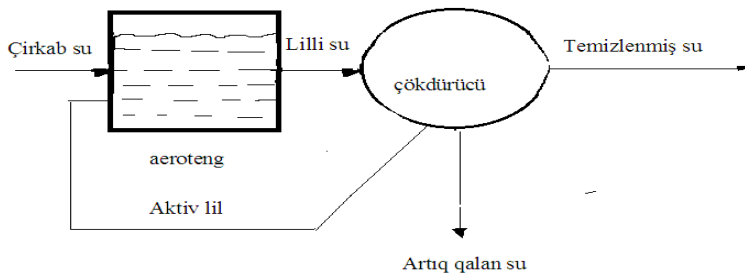 Çirkab su
Lilli su
Temizlenmiş su
çökdürücü
aeroteng
Aktiv lil
Artıq qalan su